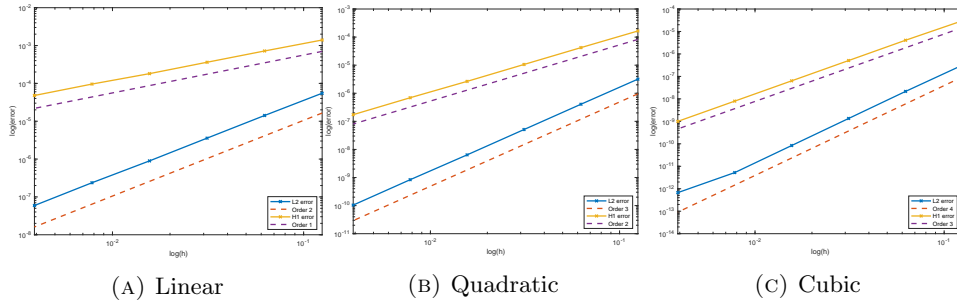 10^-2
10^-3
10^-4
10^-5
10^-6
10^-7
10^-8
log(error)
10^-2
10^-1
log(h)
L2 error
Order 2
H1 error
Order 1
(A) Linear
10^-3
10^-4
10^-5
10^-6
10^-7
10^-8
10^-9
10^-10
10^-11
log(error)
10^-2
10^-1
log(h)
L2 error
Order 3
H1 error
Order 2
(B) Quadratic
10^-4
10^-5
10^-6
10^-7
10^-8
10^-9
10^-10
10^-11
10^-12
10^-13
10^-14
log(error)
10^-2
10^-1
log(h)
L2 error
Order 4
H1 error
Order 3
(C) Cubic